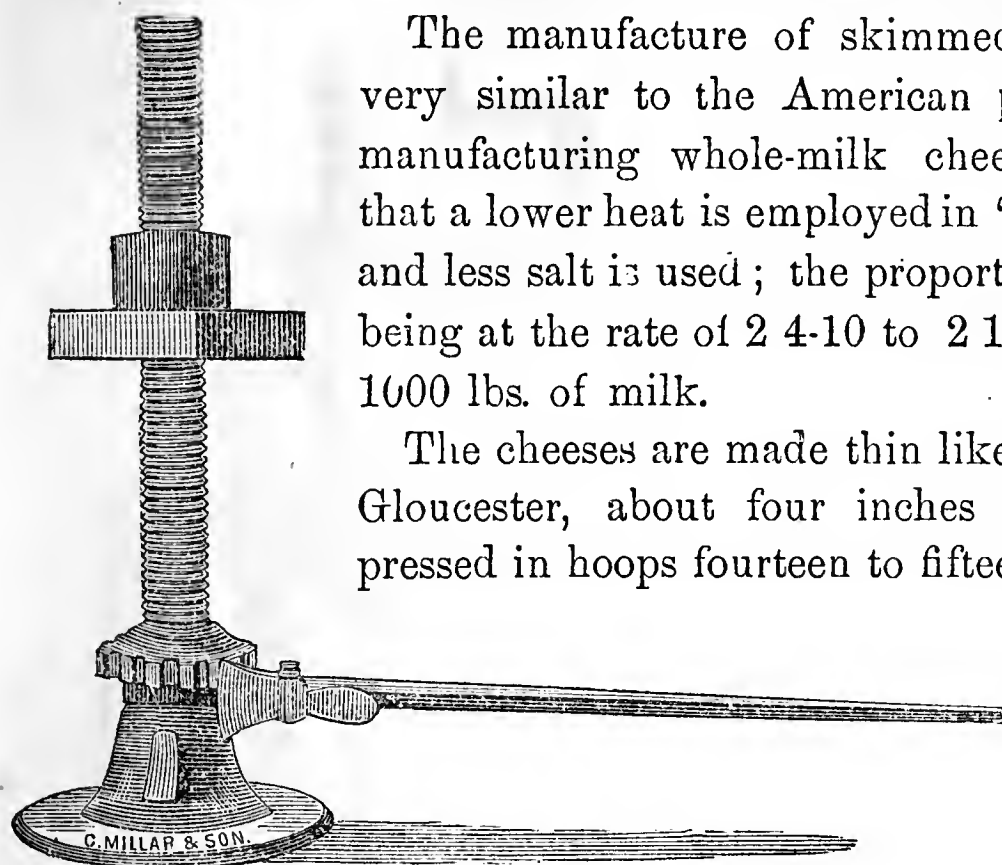 The manufacture of skimmed
very similar to the American
manufacturing whole-milk chee
that a lower heat is employed in
and less salt is used ; the proport
being at the rate of 2 4-10 to 2 1
1000 lbs. of milk.
The cheeses are made thin like
Gloucester, about four inches
pressed in hoops fourteen to fiftee
C. MILLAR & SON.